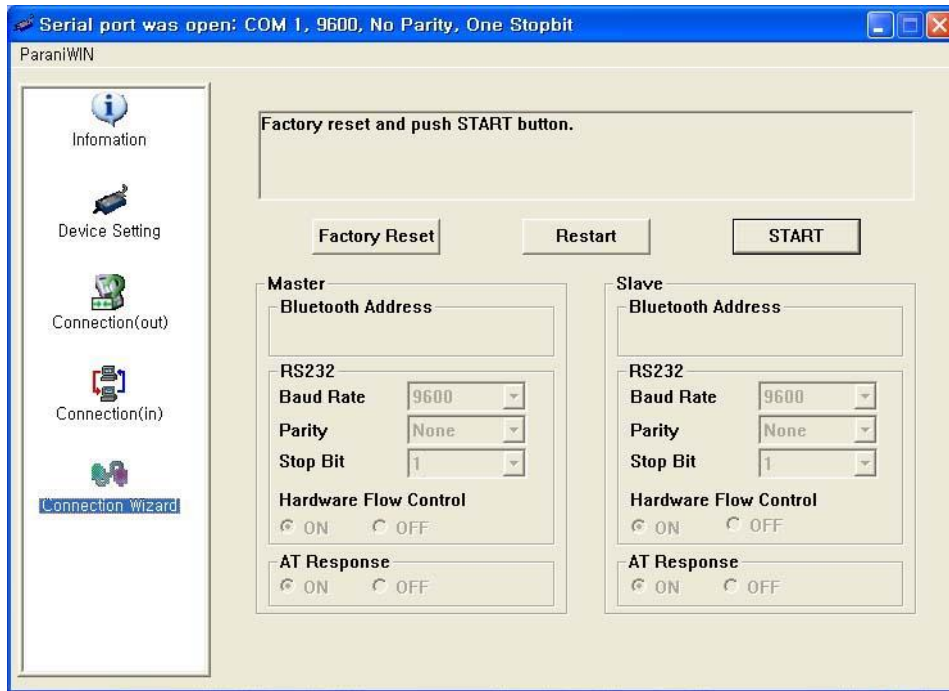 Serial port was open: COM 1, 9600, No Parity, One Stopbit
ParaniWIN
Infomation
Device Setting
Connection(out)
Connection(in)
Connection Wizard
Factory reset and push START button.
Factory Reset
Restart
START
Master
Bluetooth Address
RS232
Baud Rate 9600
Parity None
Stop Bit 1
Hardware Flow Control
ON OFF
AT Response
ON OFF
Slave
Bluetooth Address
RS232
Baud Rate 9600
Parity None
Stop Bit 1
Hardware Flow Control
ON OFF
AT Response
ON OFF